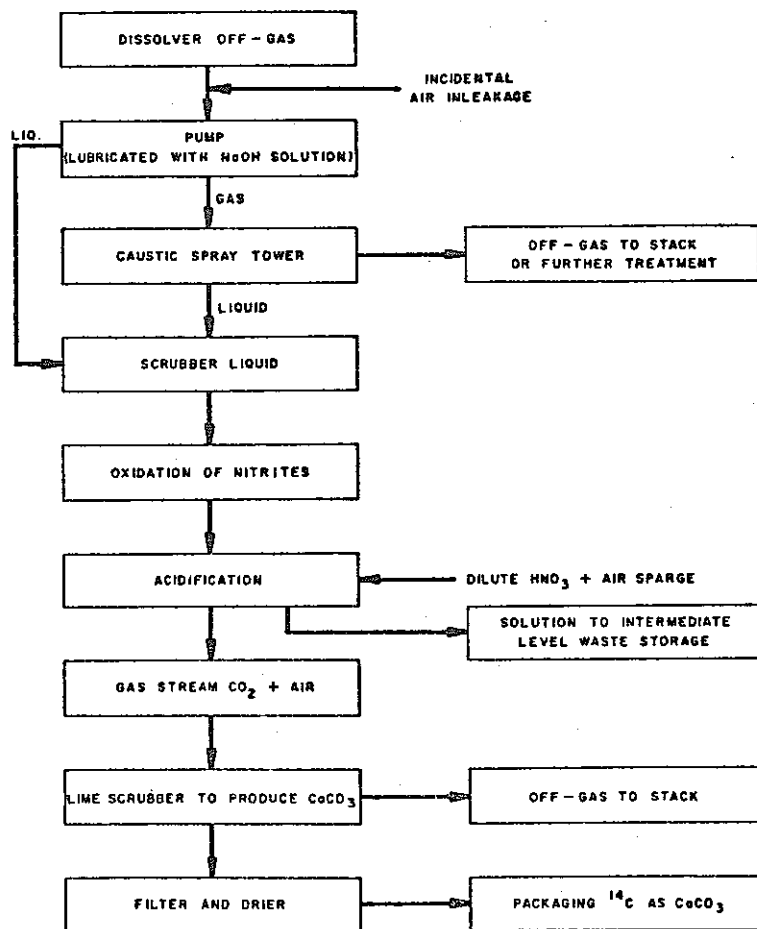 DISSOLVER OFF-GAS
INCIDENTAL
AIR INLEAKAGE
LIQ.
PUMP
(LUBRICATED WITH NaOH SOLUTION)
GAS
CAUSTIC SPRAY TOWER
OFF-GAS TO STACK
OR FURTHER TREATMENT
LIQUID
SCRUBBER LIQUID
OXIDATION OF NITRITES
ACIDIFICATION
DILUTE HNO₃ + AIR SPARGE
SOLUTION TO INTERMEDIATE
LEVEL WASTE STORAGE
GAS STREAM CO₂ + AIR
LIME SCRUBBER TO PRODUCE CaCO₃
OFF-GAS TO STACK
FILTER AND DRIER
PACKAGING ¹⁴C AS CaCO₃